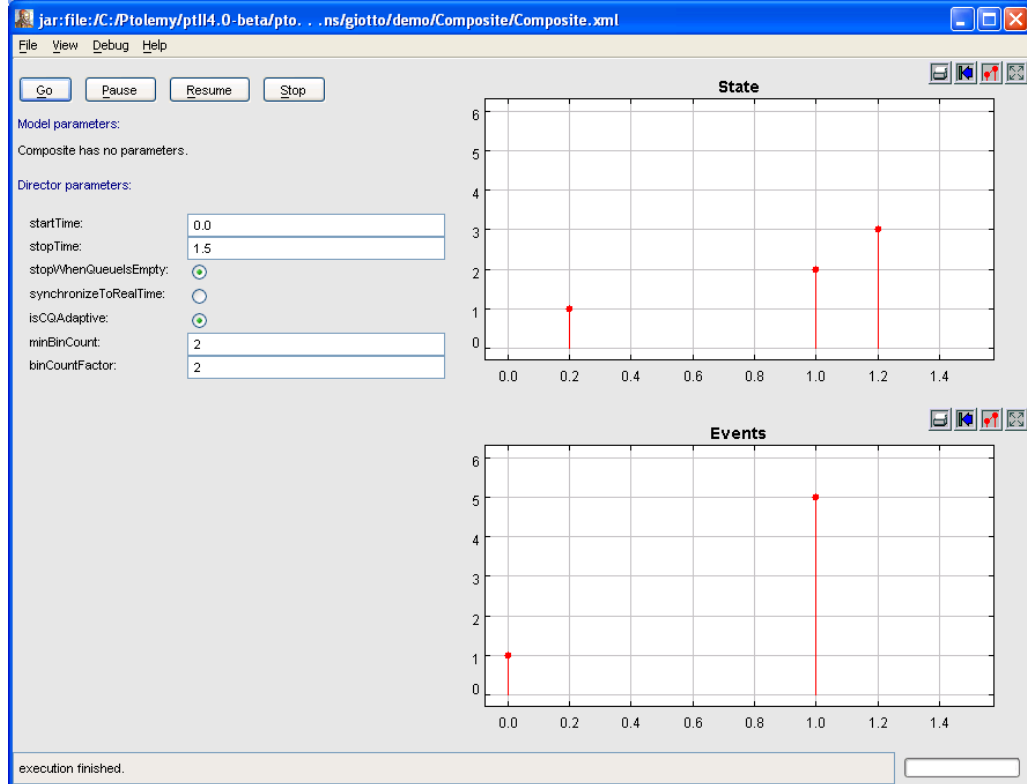 jar:file:/C:/Ptolemy/ptII4.0-beta/pto. . .ns/giotto/demo/Composite/Composite.xml
File View Debug Help
Go Pause Resume Stop
Model parameters:
Composite has no parameters.
Director parameters:
startTime: 0.0
stopTime: 1.5
stopWhenQueueIsEmpty:
synchronizeToRealTime:
isCQAdaptive:
minBinCount: 2
binCountFactor: 2
State
6
5
4
3
2
1
0
0.0 0.2 0.4 0.6 0.8 1.0 1.2 1.4
Events
6
5
4
3
2
1
0
0.0 0.2 0.4 0.6 0.8 1.0 1.2 1.4
execution finished.